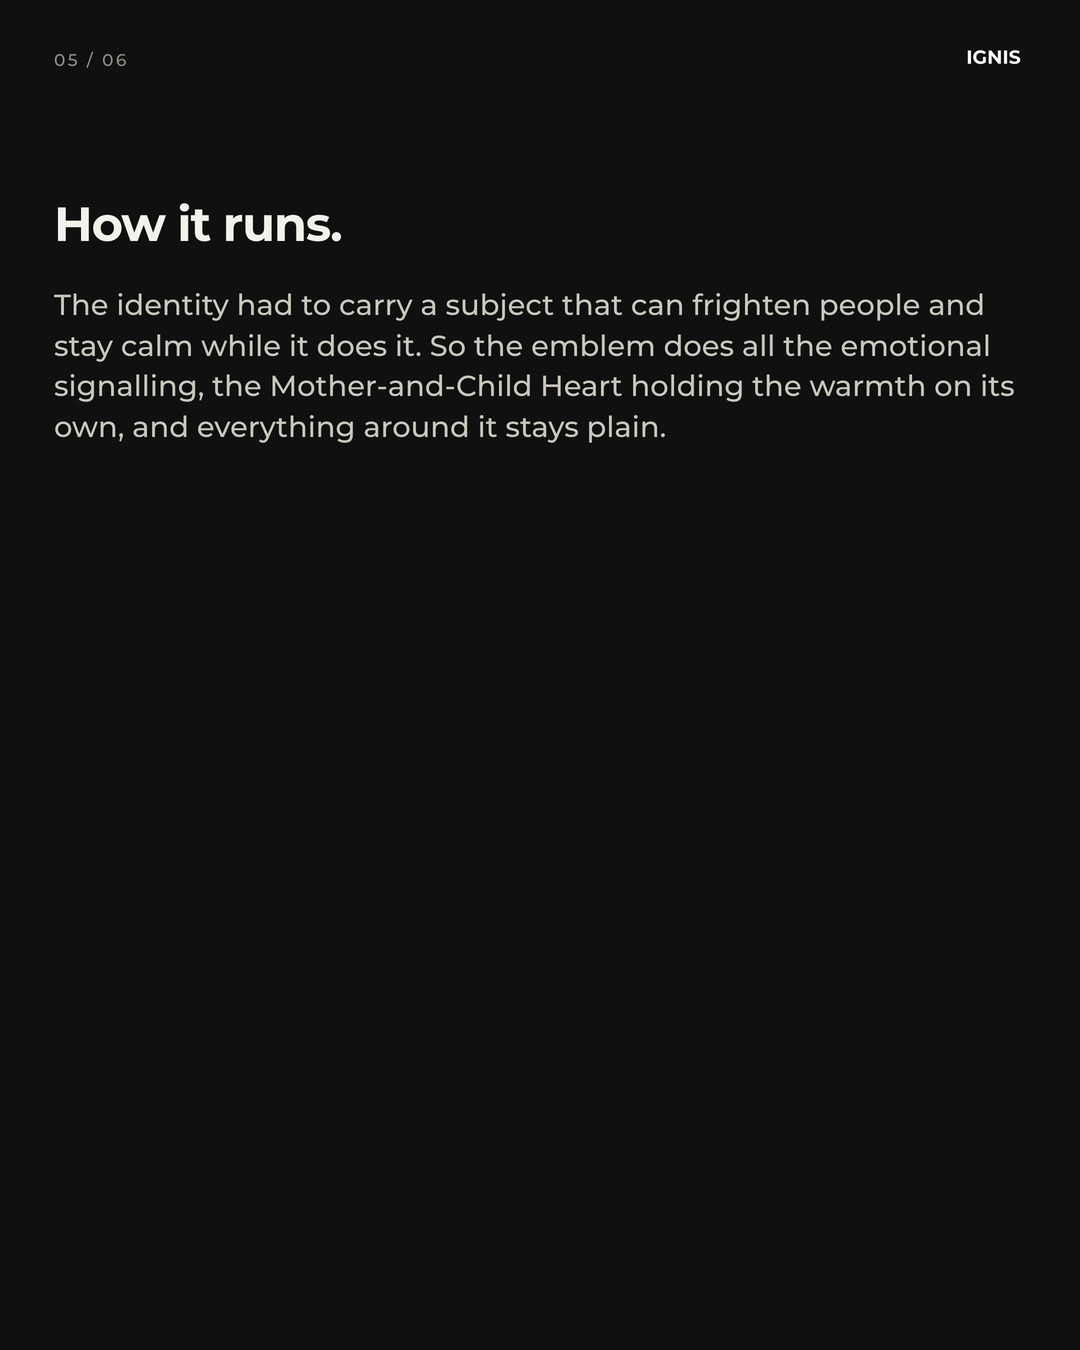 05 / 06
IGNIS
How it runs.
The identity had to carry a subject that can frighten people and
stay calm while it does it. So the emblem does all the emotional
signalling, the Mother-and-Child Heart holding the warmth on its
own, and everything around it stays plain.